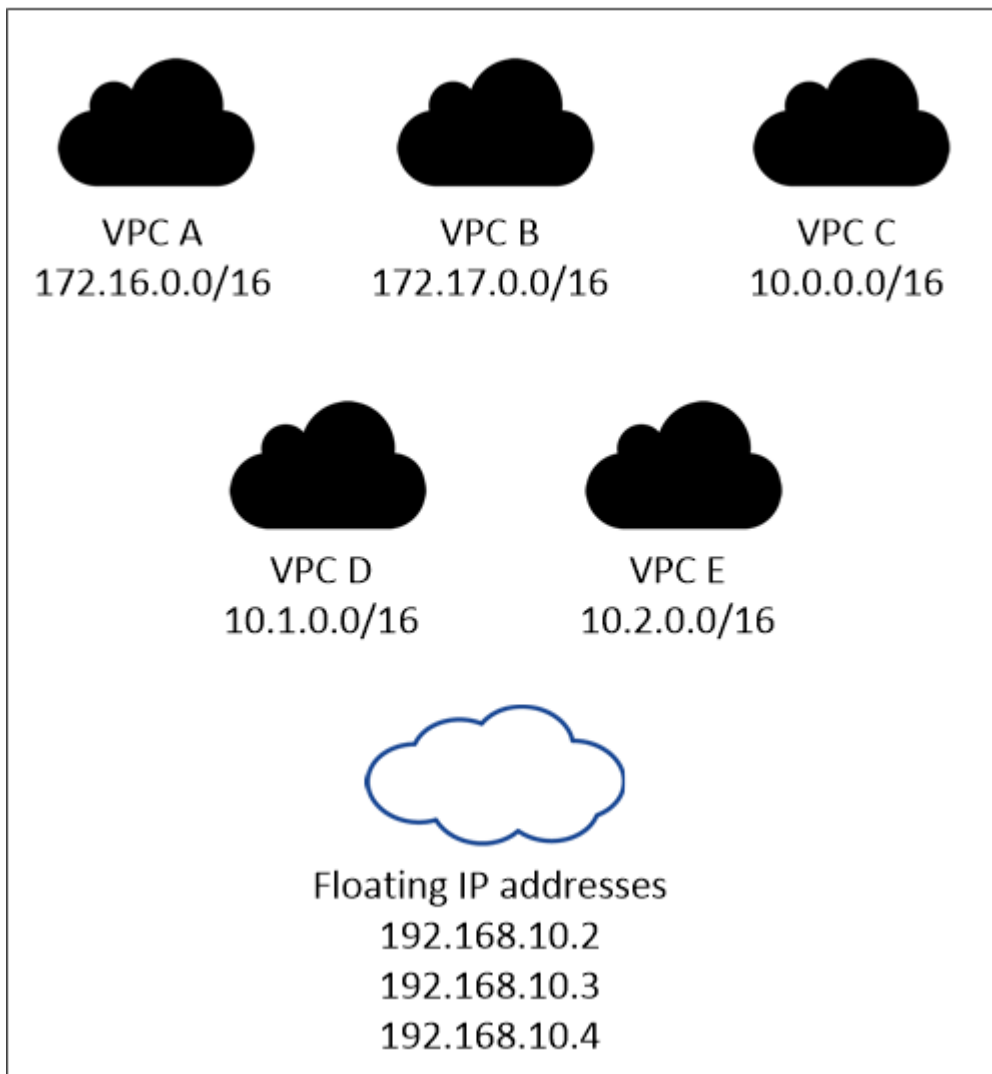 VPC A
172.16.0.0/16
VPC B
172.17.0.0/16
VPC C
10.0.0.0/16
VPC D
10.1.0.0/16
VPC E
10.2.0.0/16
Floating IP addresses
192.168.10.2
192.168.10.3
192.168.10.4